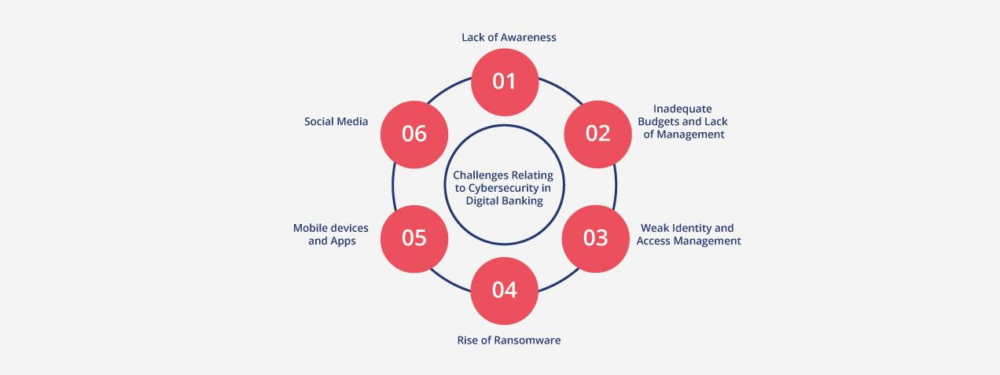 Lack of Awareness
01
Inadequate
Budgets and Lack
of Management
02
Weak Identity and
Access Management
03
Rise of Ransomware
04
Mobile devices
and Apps
05
Social Media
06
Challenges Relating
to Cybersecurity in
Digital Banking